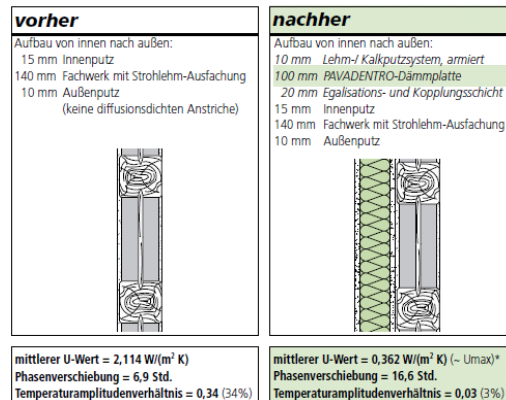 vorher
Aufbau von innen nach außen:
15 mm Innenputz
140 mm Fachwerk mit Strohlehm-Ausfachung
10 mm Außenputz
(keine diffusionsdichten Anstriche)
mittlerer U-Wert = 2,114 W/(m² K)
Phasenverschiebung = 6,9 Std.
Temperaturamplitudenverhältnis = 0,34 (34%)
nachher
Aufbau von innen nach außen:
10 mm Lehm-/ Kalkputzsystem, armiert
100 mm PAVADENTRO-Dämmplatte
20 mm Egalisations- und Kopplungsschicht
15 mm Innenputz
140 mm Fachwerk mit Strohlehm-Ausfachung
10 mm Außenputz
mittlerer U-Wert = 0,362 W/(m² K) (~ Umax)*
Phasenverschiebung = 16,6 Std.
Temperaturamplitudenverhältnis = 0,03 (3%)